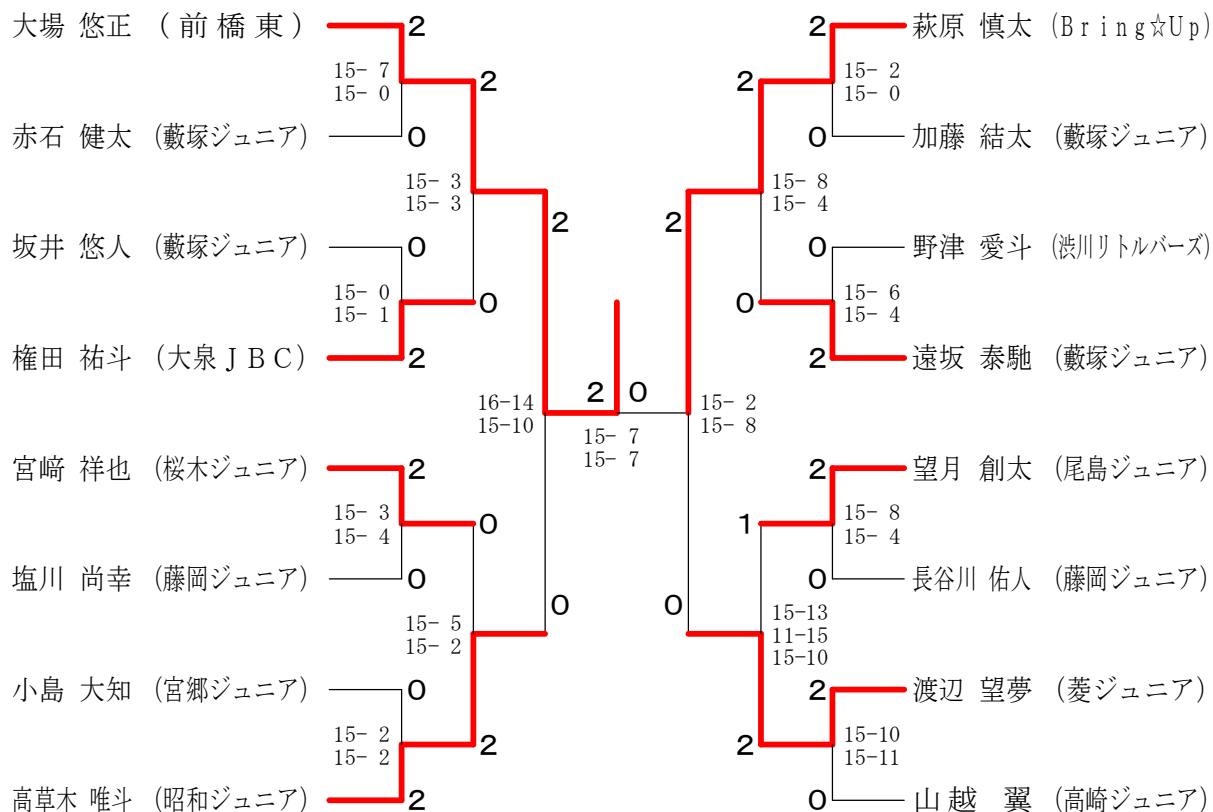 大場 悠正 (前橋東) 2 2 萩原 慎太 (Bring☆Up)
15- 7 2 2 15- 2
15- 0 15- 0
赤石 健太 (藪塚ジュニア) 0 0 加藤 結太 (藪塚ジュニア)
15- 3 15- 8
15- 3 15- 4
2 2
坂井 悠人 (藪塚ジュニア) 0 0 野津 愛斗 (渋川リトルバーズ)
15- 0 0 0 15- 6
15- 1 15- 4
権田 祐斗 (大泉JBC) 2 2 遠坂 泰馳 (藪塚ジュニア)
16-14 2 0 15- 2
15-10 15- 8
15- 7
15- 7
宮﨑 祥也 (桜木ジュニア) 2 2 望月 創太 (尾島ジュニア)
15- 3 0 1 15- 8
15- 4 15- 4
塩川 尚幸 (藤岡ジュニア) 0 0 長谷川 佑人 (藤岡ジュニア)
0 0
15- 5 15-13
15- 2 11-15
15-10
小島 大知 (宮郷ジュニア) 0 2 渡辺 望夢 (菱ジュニア)
15- 2 2 2 15-10
15- 2 15-11
高草木 唯斗 (昭和ジュニア) 2 0 山越 翼 (高崎ジュニア)